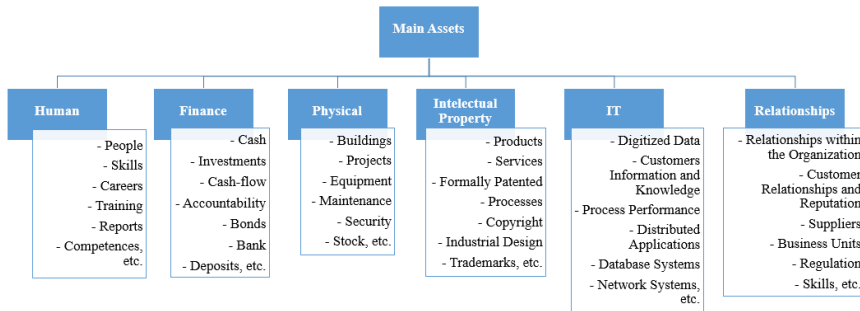 Main Assets
Human
- People
- Skills
- Careers
- Training
- Reports
- Competences,
etc.
Finance
- Cash
- Investments
- Cash-flow
- Accountability
- Bonds
- Bank
- Deposits, etc.
Physical
- Buildings
- Projects
- Equipment
- Maintenance
- Security
- Stock, etc.
Intelectual
Property
- Products
- Services
- Formally Patented
- Processes
- Copyright
- Industrial Design
- Trademarks, etc.
IT
- Digitized Data
- Customers
Information and
Knowledge
- Process Performance
- Distributed
Applications
- Database Systems
- Network Systems,
etc.
Relationships
- Relationships within
the Organization
- Customer
Relationships and
Reputation
- Suppliers
- Business Units
- Regulation
- Skills, etc.